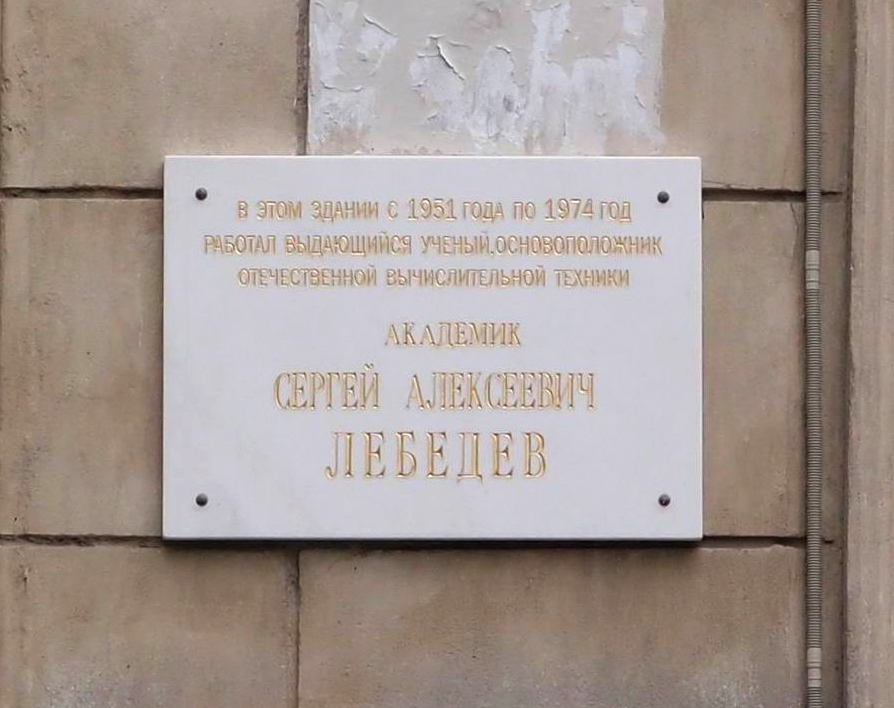 В ЭТОМ ЗДАНИИ С 1951 ГОДА ПО 1974 ГОД
РАБОТАЛ ВЫДАЮЩИЙСЯ УЧЕНЫЙ,ОСНОВОПОЛОЖНИК
ОТЕЧЕСТВЕННОЙ ВЫЧИСЛИТЕЛЬНОЙ ТЕХНИКИ
АКАДЕМИК
СЕРГЕЙ АЛЕКСЕЕВИЧ
ЛЕБЕДЕВ